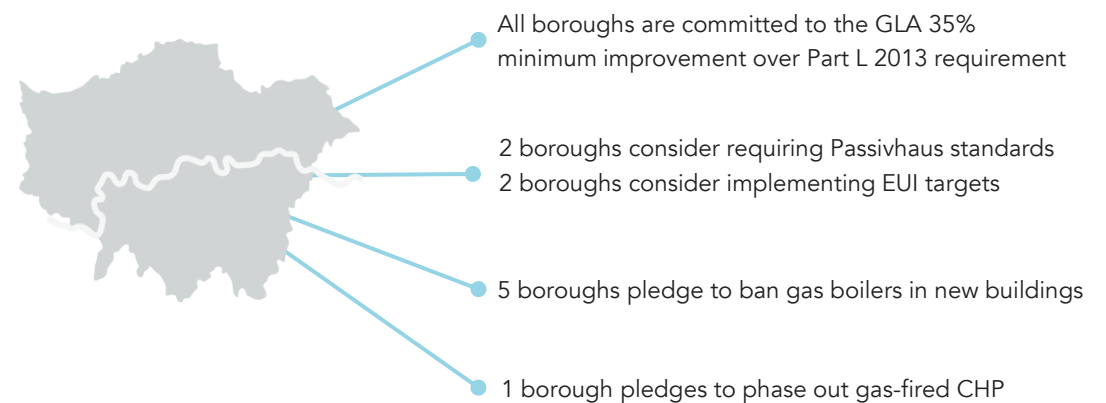 All boroughs are committed to the GLA 35%
minimum improvement over Part L 2013 requirement
2 boroughs consider requiring Passivhaus standards
2 boroughs consider implementing EUI targets
5 boroughs pledge to ban gas boilers in new buildings
1 borough pledges to phase out gas-fired CHP